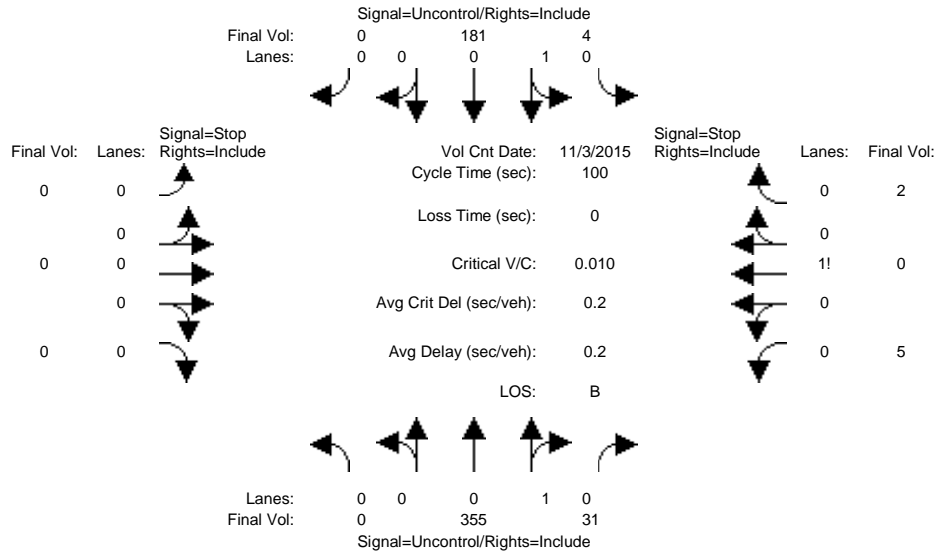 Signal=Uncontrol/Rights=Include
Final Vol: 0 181 4
Lanes: 0 0 0 1 0
Signal=Stop Signal=Stop
Final Vol: Lanes: Rights=Include Vol Cnt Date: 11/3/2015 Rights=Include Lanes: Final Vol:
Cycle Time (sec): 100
0 0 0 2
Loss Time (sec): 0
0 0
0 0 Critical V/C: 0.010 1! 0
0 Avg Crit Del (sec/veh): 0.2 0
0 0 Avg Delay (sec/veh): 0.2 0 5
LOS: B
Lanes: 0 0 0 1 0
Final Vol: 0 355 31
Signal=Uncontrol/Rights=Include